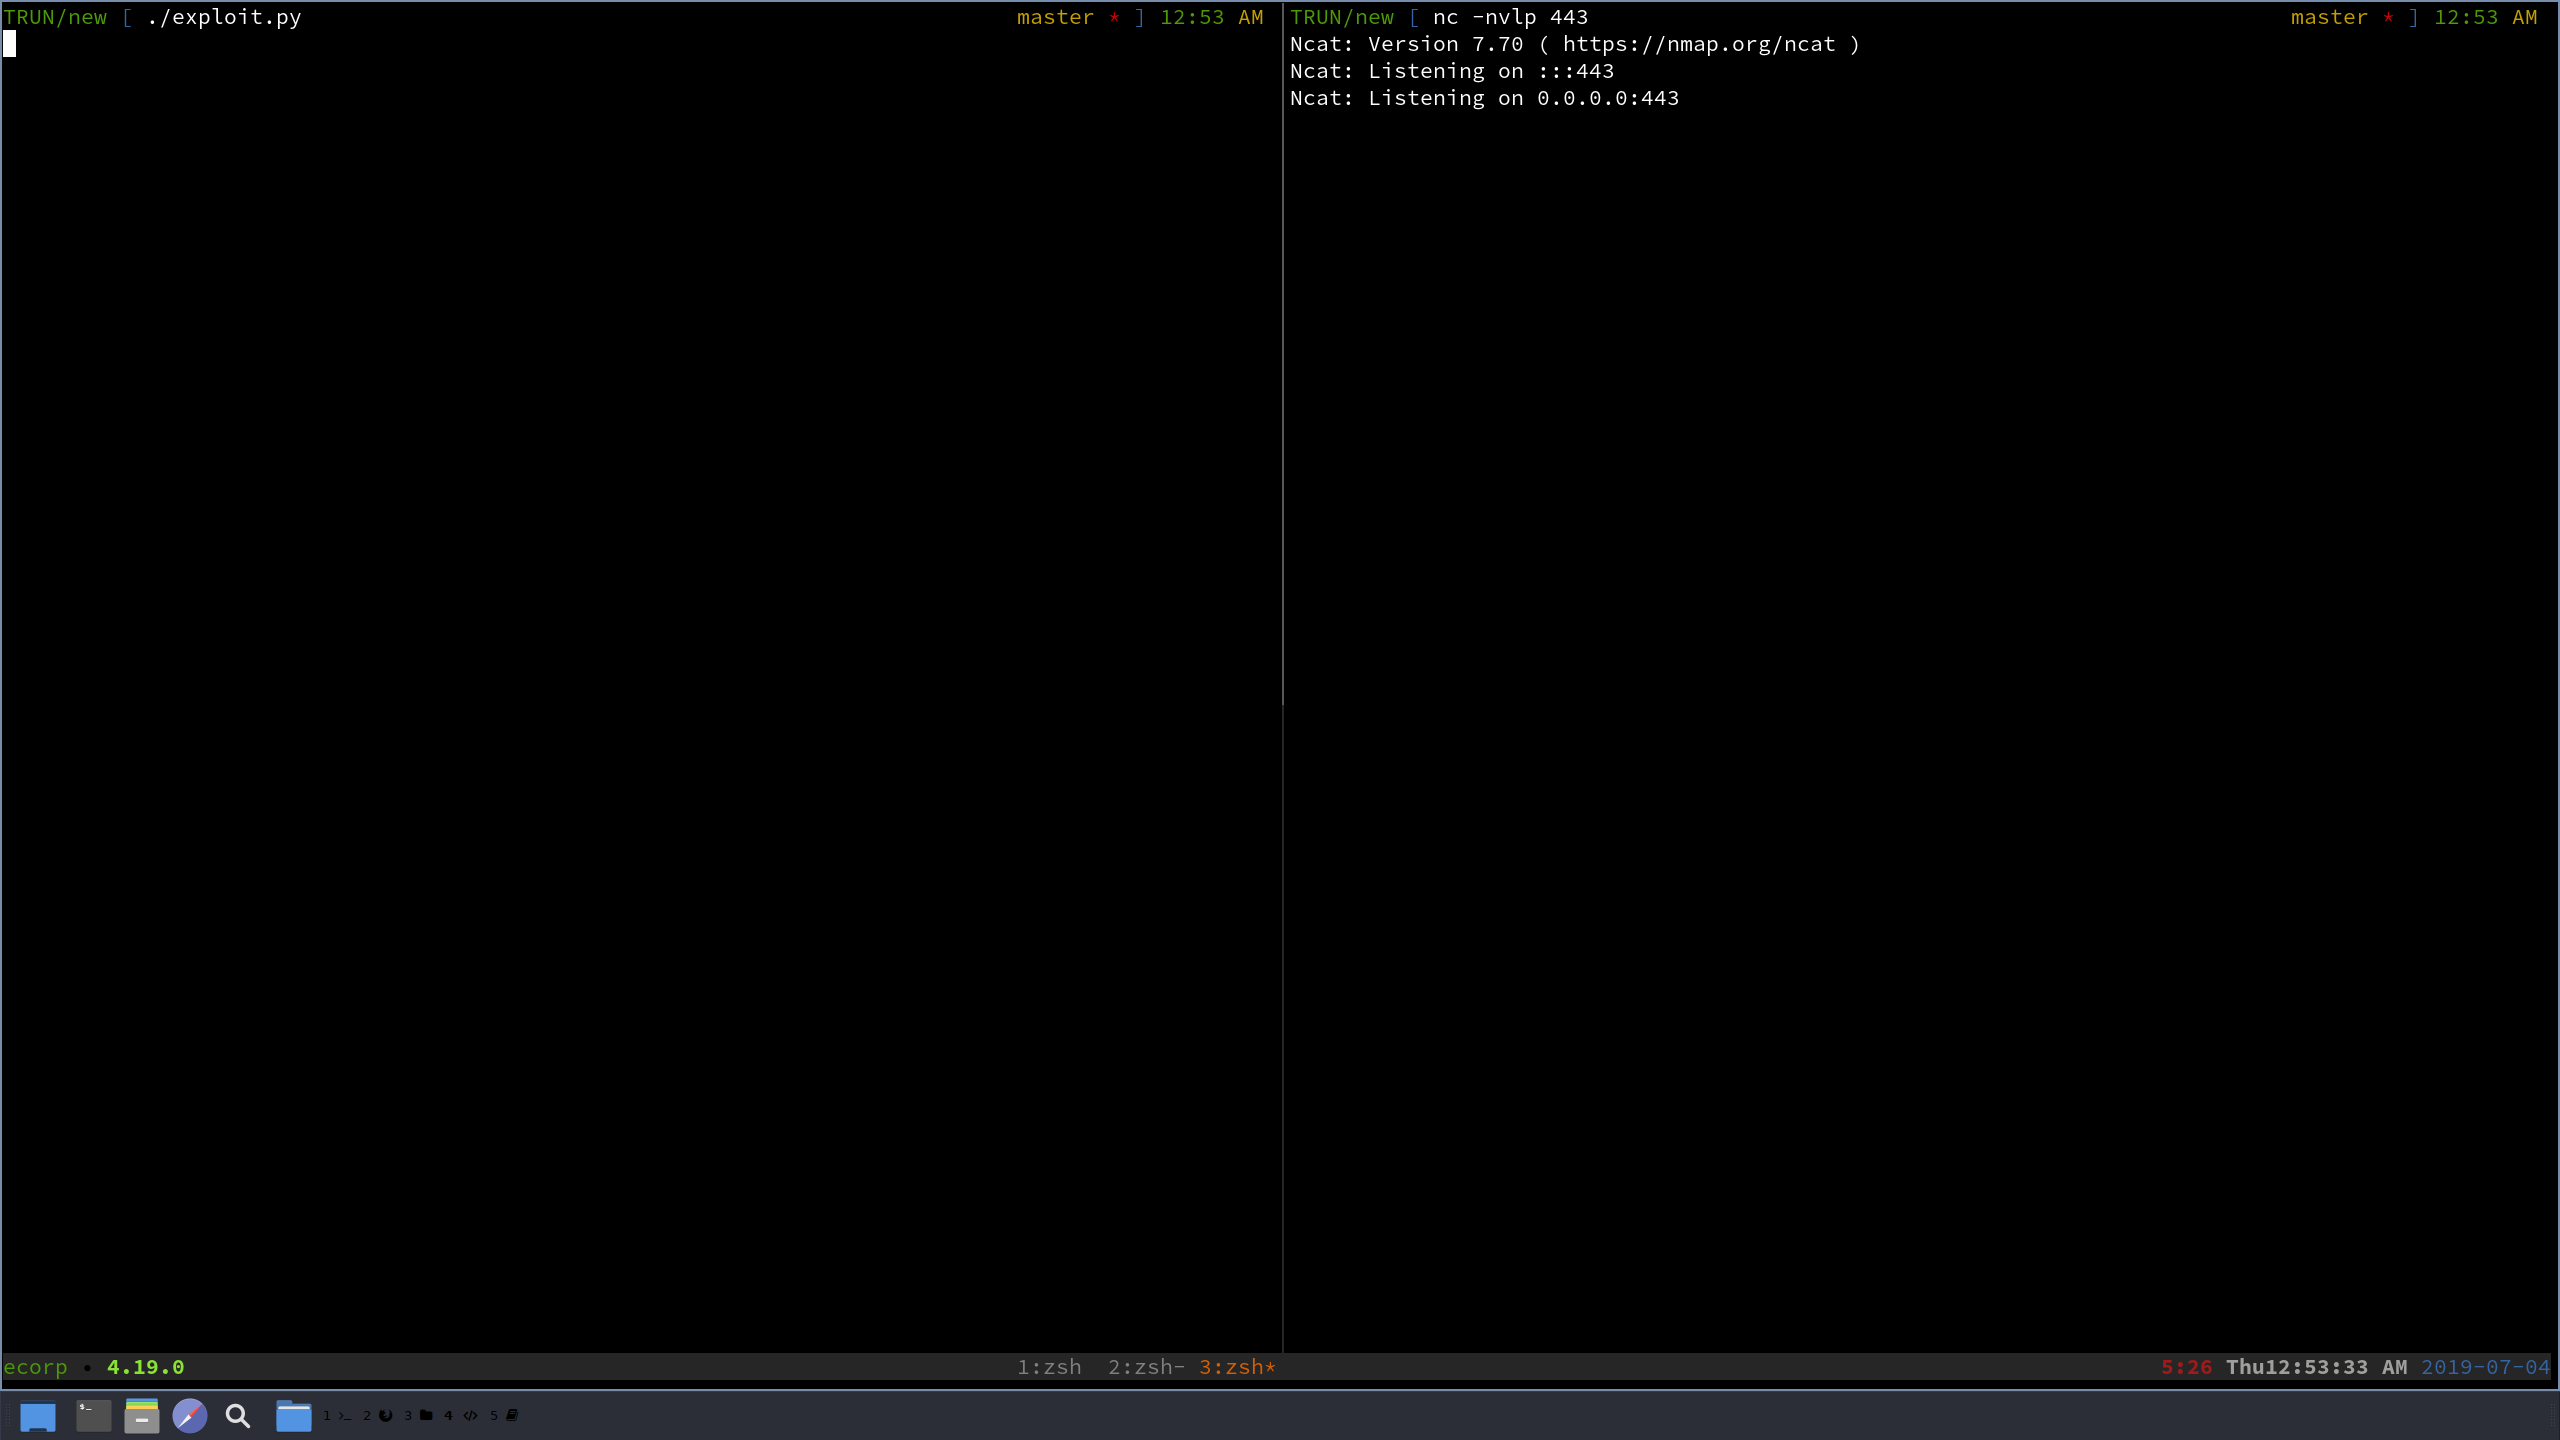 TRUN/new [ ./exploit.py master * ] 12:53 AM
TRUN/new [ nc -nvlp 443 master * ] 12:53 AM
Ncat: Version 7.70 ( https://nmap.org/ncat )
Ncat: Listening on :::443
Ncat: Listening on 0.0.0.0:443
ecorp • 4.19.0 1:zsh 2:zsh- 3:zsh* 5:26 Thu12:53:33 AM 2019-07-04
$_ 1 >_ 2 3 4 </> 5